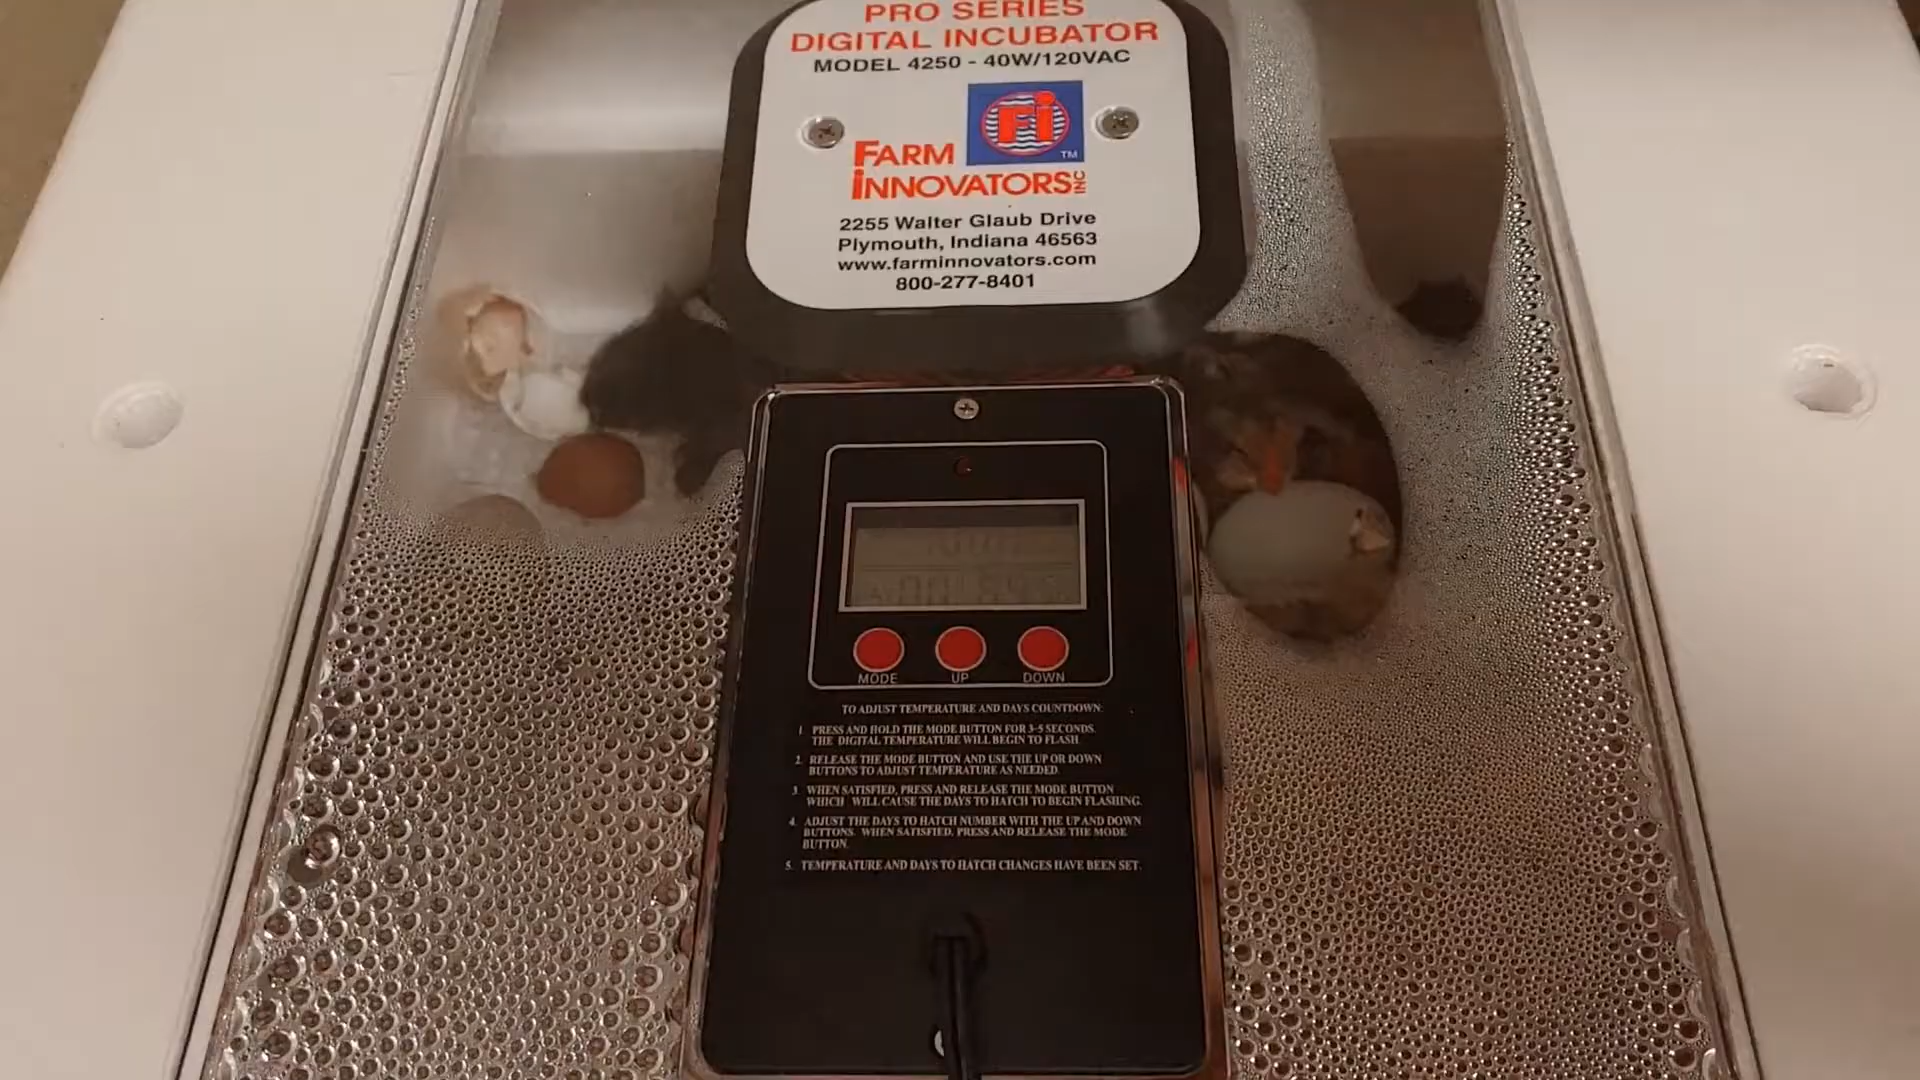 PRO SERIES
DIGITAL INCUBATOR
MODEL 4250 - 40W/120VAC
Fi
TM
FARM
INNOVATORS INC
2255 Walter Glaub Drive
Plymouth, Indiana 46563
www.farminnovators.com
800-277-8401
MODE UP DOWN
TO ADJUST TEMPERATURE AND DAYS COUNTDOWN:
1. PRESS AND HOLD THE MODE BUTTON FOR 3-5 SECONDS.
THE DIGITAL TEMPERATURE WILL BEGIN TO FLASH
2. RELEASE THE MODE BUTTON AND USE THE UP OR DOWN
BUTTONS TO ADJUST TEMPERATURE AS NEEDED.
3. WHEN SATISFIED, PRESS AND RELEASE THE MODE BUTTON
WHICH WILL CAUSE THE DAYS TO HATCH TO BEGIN FLASHING.
4. ADJUST THE DAYS TO HATCH NUMBER WITH THE UP AND DOWN
BUTTONS. WHEN SATISFIED, PRESS AND RELEASE THE MODE
BUTTON.
5. TEMPERATURE AND DAYS TO HATCH CHANGES HAVE BEEN SET.